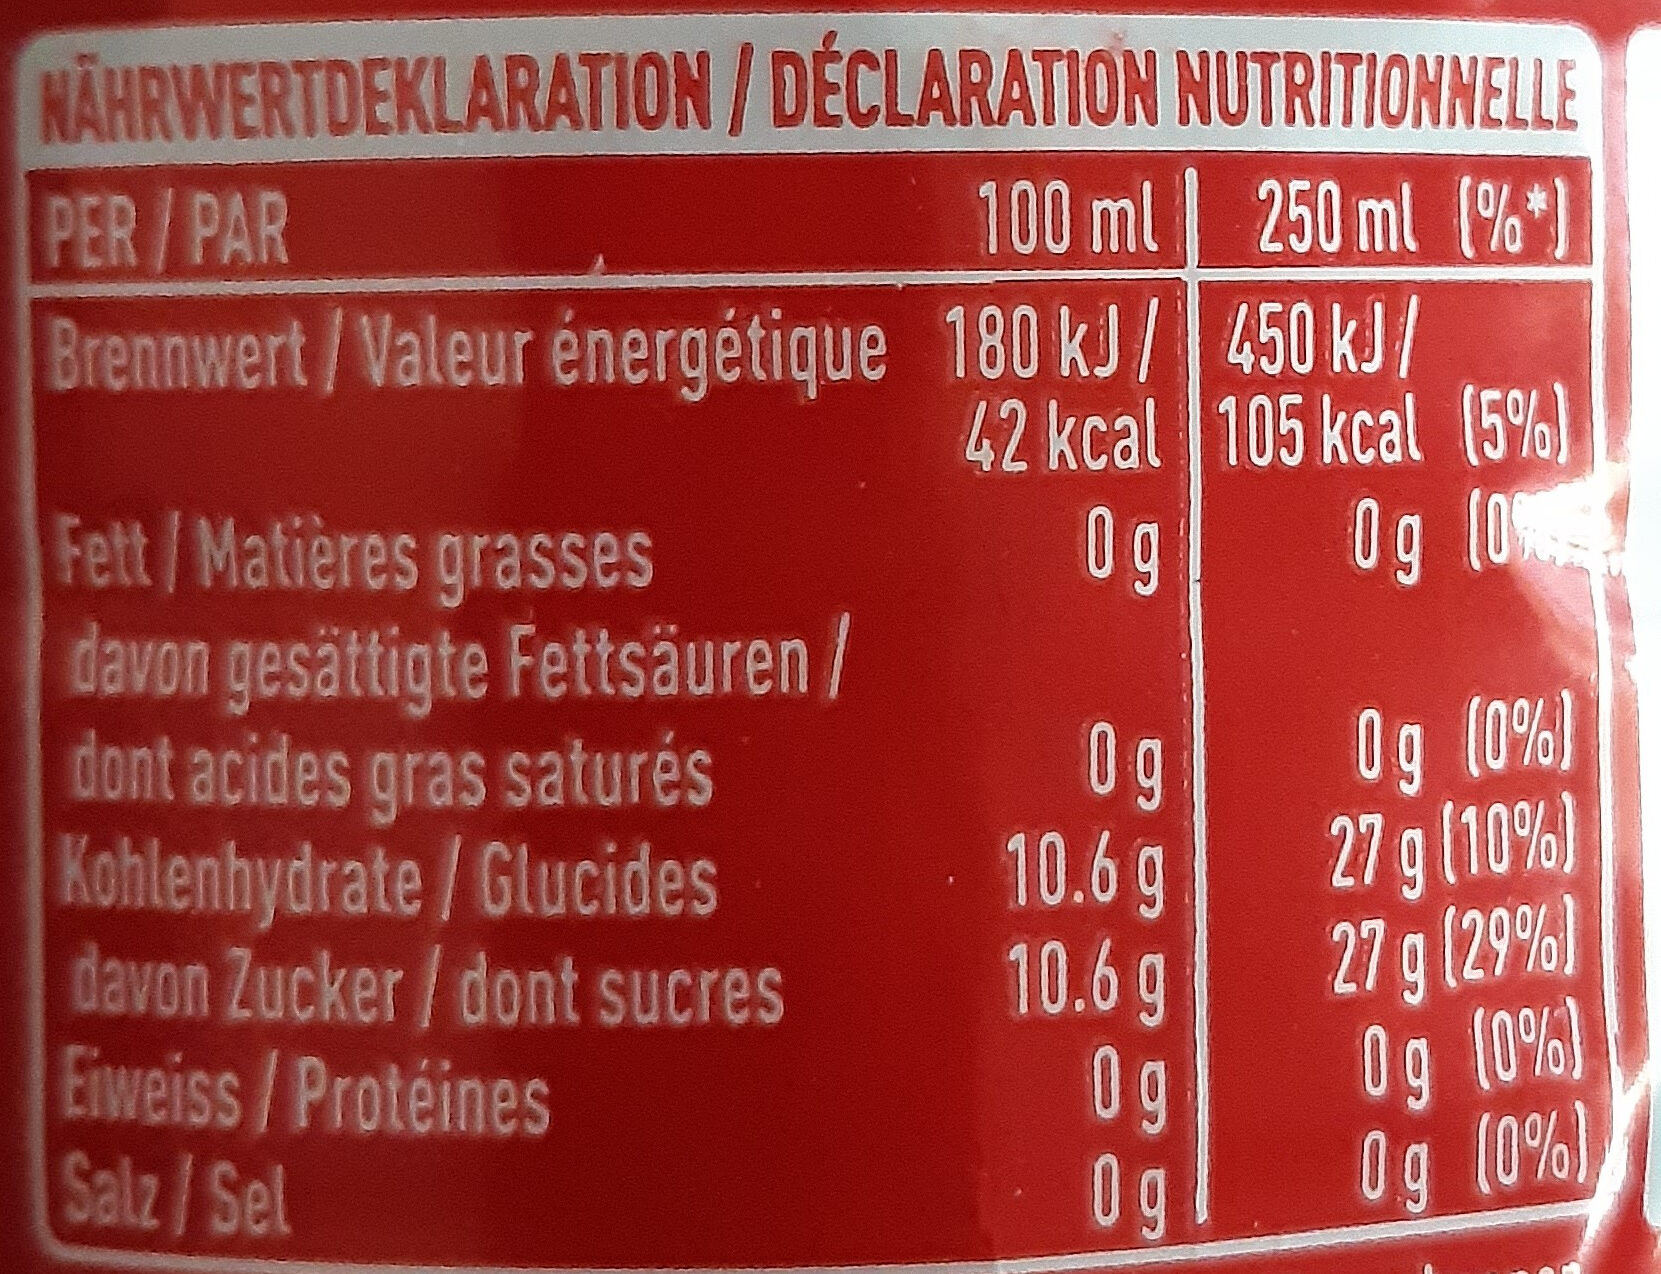 NÄHRWERTDEKLARATION / DÉCLARATION NUTRITIONNELLE
PER / PAR 100 ml 250 ml (%*)
Brennwert / Valeur énergétique 180 kJ / 450 kJ /
42 kcal 105 kcal (5%)
Fett / Matières grasses 0 g 0 g (0%
davon gesättigte Fettsäuren /
dont acides gras saturés 0 g 0 g (0%)
Kohlenhydrate / Glucides 10.6 g 27 g (10%)
davon Zucker / dont sucres 10.6 g 27 g (29%)
Eiweiss / Protéines 0 g 0 g (0%)
Salz / Sel 0 g 0 g (0%)